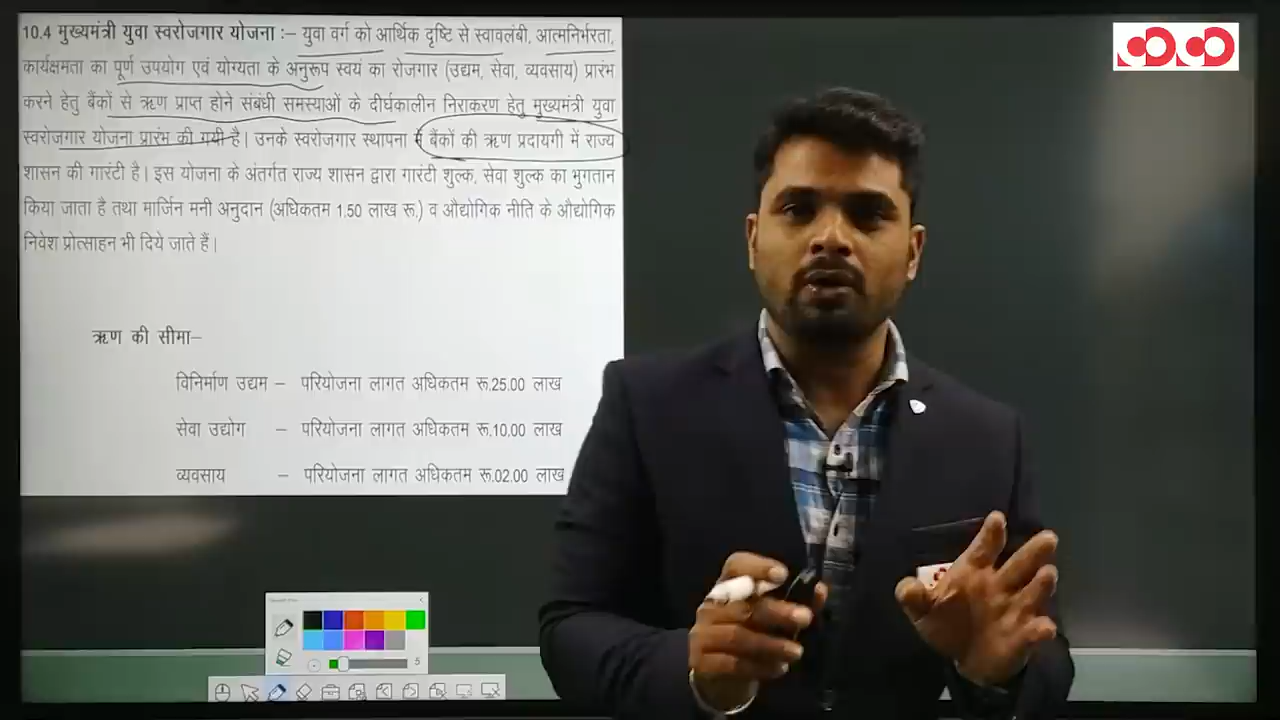 10.4 मुख्यमंत्री युवा स्वरोजगार योजना :– युवा वर्ग को आर्थिक दृष्टि से स्वावलंबी, आत्मनिर्भरता,
कार्यक्षमता का पूर्ण उपयोग एवं योग्यता के अनुरूप स्वयं का रोजगार (उद्यम, सेवा, व्यवसाय) प्रारंभ
करने हेतु बैंकों से ऋण प्राप्त होने संबंधी समस्याओं के दीर्घकालीन निराकरण हेतु मुख्यमंत्री युवा
स्वरोजगार योजना प्रारंभ की गयी है। उनके स्वरोजगार स्थापना में बैंकों की ऋण प्रदायगी में राज्य
शासन की गारंटी है। इस योजना के अंतर्गत राज्य शासन द्वारा गारंटी शुल्क, सेवा शुल्क का भुगतान
किया जाता है तथा मार्जिन मनी अनुदान (अधिकतम 1.50 लाख रू.) व औद्योगिक नीति के औद्योगिक
निवेश प्रोत्साहन भी दिये जाते हैं।
ऋण की सीमा–
विनिर्माण उद्यम – परियोजना लागत अधिकतम रू.25.00 लाख
सेवा उद्योग – परियोजना लागत अधिकतम रू.10.00 लाख
व्यवसाय – परियोजना लागत अधिकतम रू.02.00 लाख
5